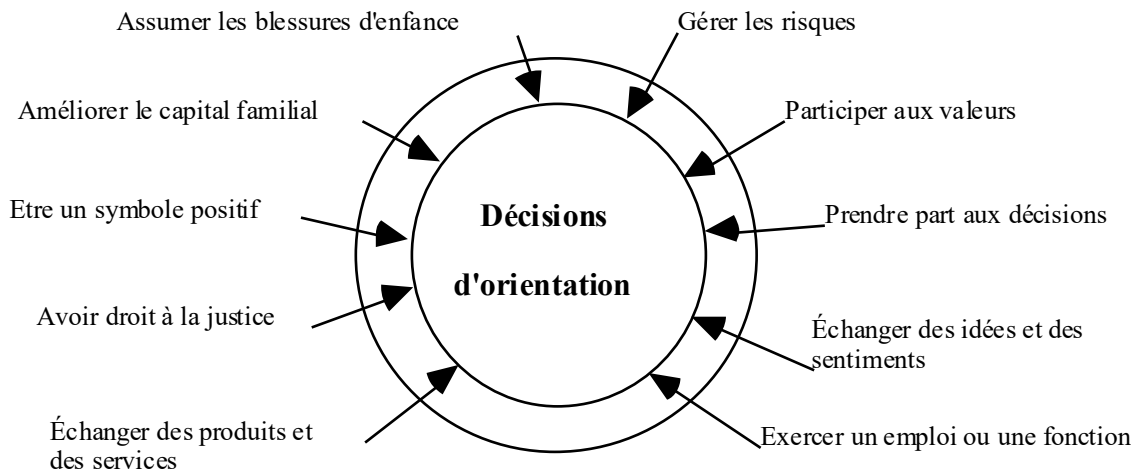 Assumer les blessures d'enfance
Gérer les risques
Améliorer le capital familial
Participer aux valeurs
Etre un symbole positif
Prendre part aux décisions
Décisions
d'orientation
Avoir droit à la justice
Échanger des idées et des
sentiments
Échanger des produits et
des services
Exercer un emploi ou une fonction